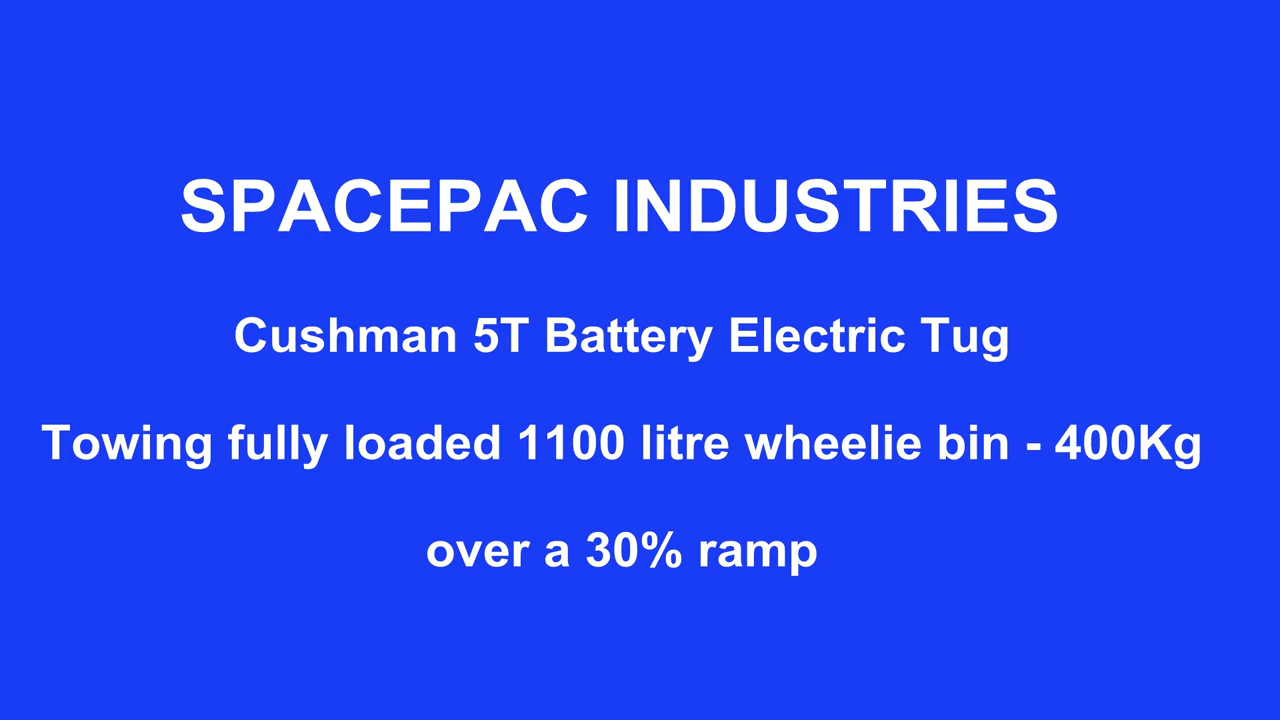 SPACEPAC INDUSTRIES
Cushman 5T Battery Electric Tug
Towing fully loaded 1100 litre wheelie bin - 400Kg
over a 30% ramp